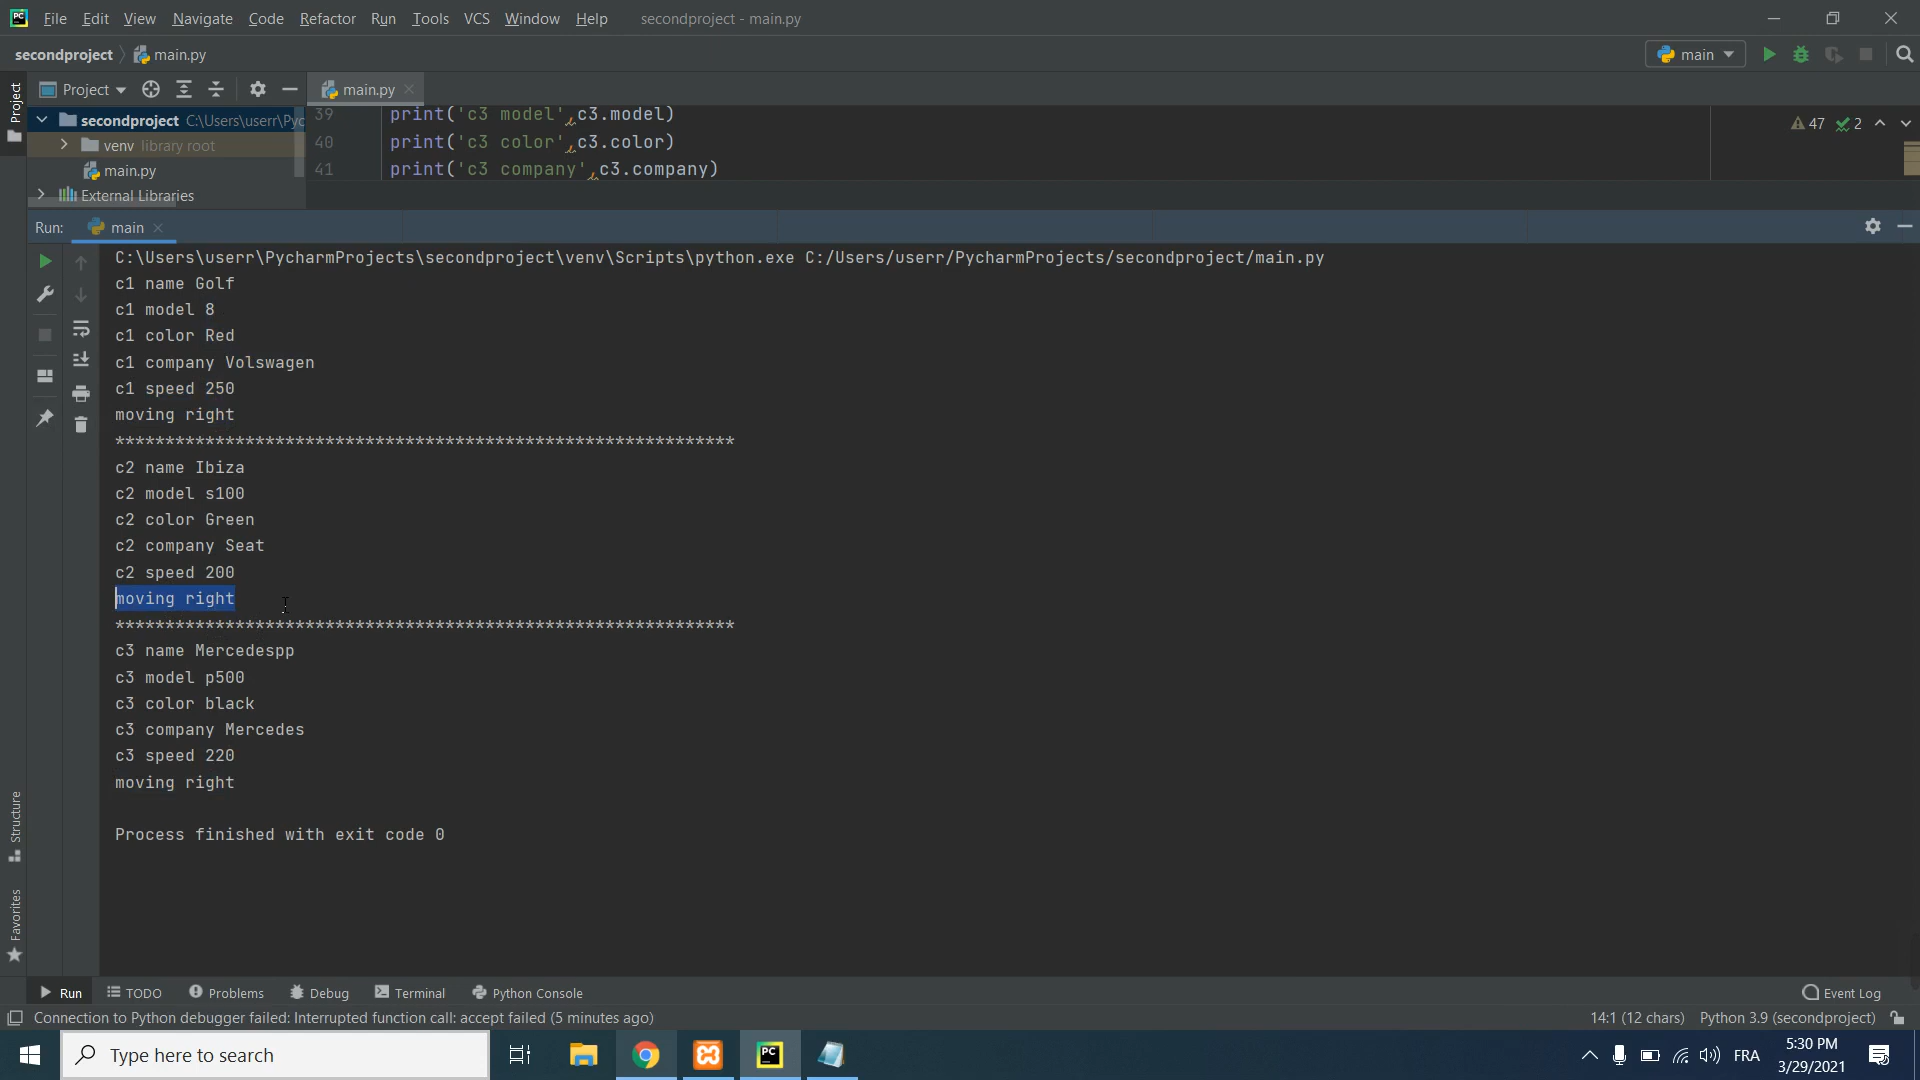 File Edit View Navigate Code Refactor Run Tools VCS Window Help secondproject - main.py
secondproject main.py main
Project main.py
Project
secondproject C:\Users\userr\Pyc
venv library root
main.py
External Libraries
39 print('c3 model',c3.model)
40 print('c3 color',c3.color)
41 print('c3 company',c3.company)
47 2
Run: main
C:\Users\userr\PycharmProjects\secondproject\venv\Scripts\python.exe C:/Users/userr/PycharmProjects/secondproject/main.py
c1 name Golf
c1 model 8
c1 color Red
c1 company Volswagen
c1 speed 250
moving right
**************************************************************
c2 name Ibiza
c2 model s100
c2 color Green
c2 company Seat
c2 speed 200
moving right
**************************************************************
c3 name Mercedespp
c3 model p500
c3 color black
c3 company Mercedes
c3 speed 220
moving right
Process finished with exit code 0
Structure
Favorites
Run TODO Problems Debug Terminal Python Console Event Log
Connection to Python debugger failed: Interrupted function call: accept failed (5 minutes ago) 14:1 (12 chars) Python 3.9 (secondproject)
Type here to search
PC
FRA
5:30 PM
3/29/2021